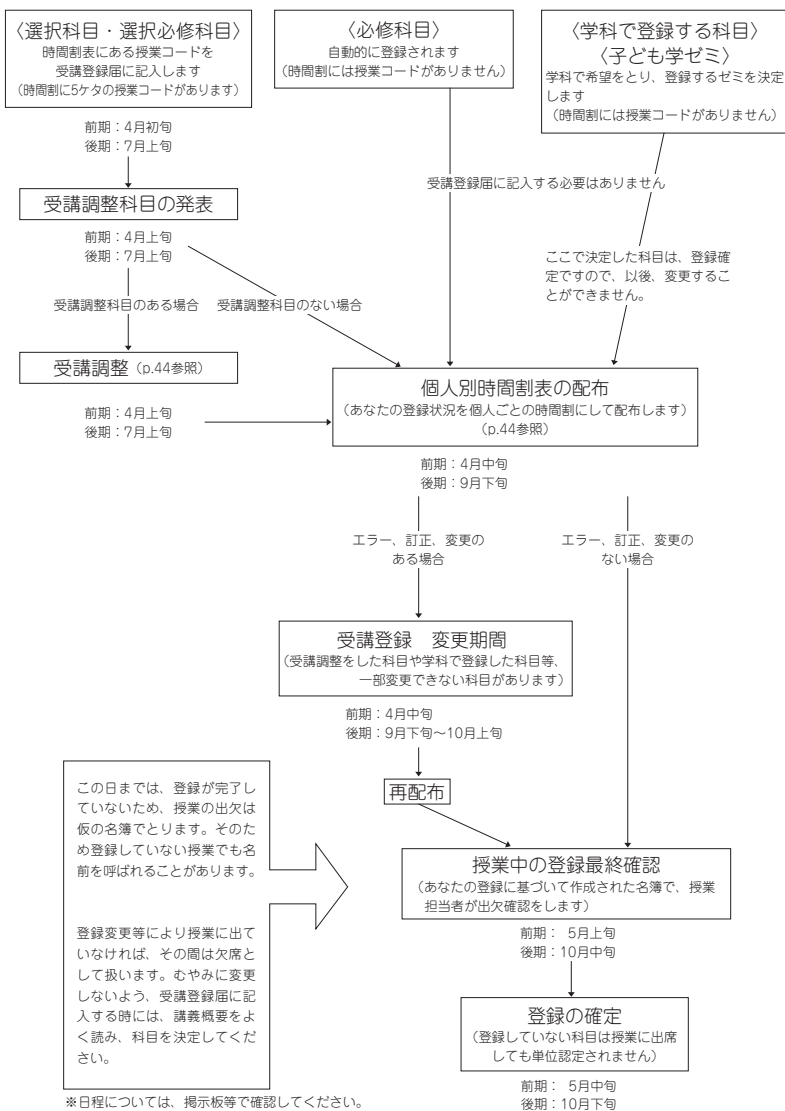 〈選択科目・選択必修科目〉
時間割表にある授業コードを
受講登録届に記入します
（時間割に5ケタの授業コードがあります）
〈必修科目〉
自動的に登録されます
（時間割には授業コードがありません）
〈学科で登録する科目〉
〈子ども学ゼミ〉
学科で希望をとり、登録するゼミを決定
します
（時間割には授業コードがありません）
前期：4月初旬
後期：7月上旬
受講登録届に記入する必要はありません
受講調整科目の発表
前期：4月上旬
後期：7月上旬
ここで決定した科目は、登録確
定ですので、以後、変更するこ
とができません。
受講調整科目のある場合
受講調整科目のない場合
受講調整（p.44参照）
前期：4月上旬
後期：7月上旬
個人別時間割表の配布
（あなたの登録状況を個人ごとの時間割にして配布します）
（p.44参照）
前期：4月中旬
後期：9月下旬
エラー、訂正、変更の
ある場合
エラー、訂正、変更の
ない場合
受講登録　変更期間
（受講調整をした科目や学科で登録した科目等、
一部変更できない科目があります）
前期：4月中旬
後期：9月下旬～10月上旬
再配布
この日までは、登録が完了し
ていないため、授業の出欠は
仮の名簿でとります。そのた
め登録していない授業でも名
前を呼ばれることがあります。
登録変更等により授業に出て
いなければ、その間は欠席と
して扱います。むやみに変更
しないよう、受講登録届に記
入する時には、講義概要をよ
く読み、科目を決定してくだ
さい。
授業中の登録最終確認
（あなたの登録に基づいて作成された名簿で、授業
担当者が出欠確認をします）
前期： 5月上旬
後期：10月中旬
登録の確定
（登録していない科目は授業に出席
しても単位認定されません）
前期： 5月中旬
後期：10月下旬
※日程については、掲示板等で確認してください。